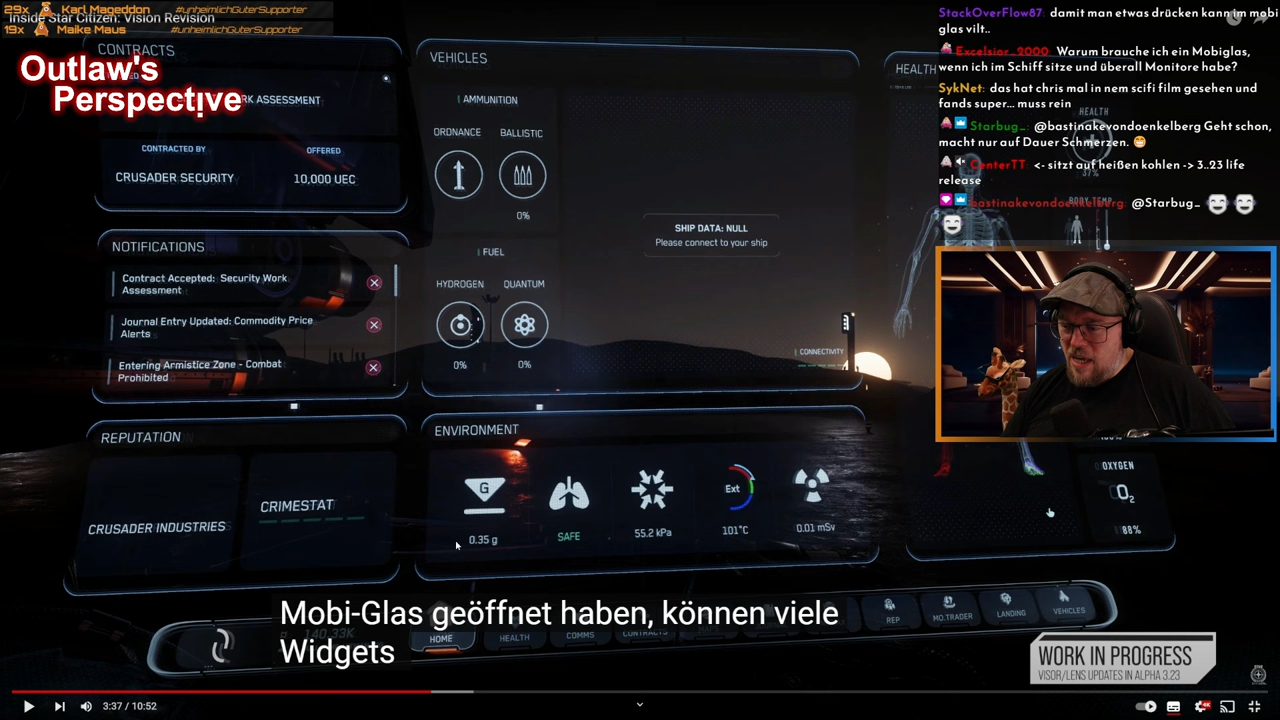 29x Karl Mageddon #unheimlichGuterSupporter
Inside Star Citizen: Vision Revision
19x Maike Maus #unheimlichGuterSupporter
Outlaw's
Perspective
CONTRACTS
ASSESSMENT
CONTRACTED BY
OFFERED
CRUSADER SECURITY
10,000 UEC
NOTIFICATIONS
Contract Accepted: Security Work
Assessment
Journal Entry Updated: Commodity Price
Alerts
Entering Armistice Zone - Combat
Prohibited
REPUTATION
CRUSADER INDUSTRIES
CRIMESTAT
VEHICLES
AMMUNITION
ORDNANCE
BALLISTIC
0%
FUEL
HYDROGEN
QUANTUM
0%
0%
SHIP DATA: NULL
Please connect to your ship
CONNECTIVITY
ENVIRONMENT
G
Ext
0.35 g
SAFE
55.2 kPa
101°C
0.01 mSv
HEALTH
HEALTH
BODY TEMP
OXYGEN
O2
88%
StackOverFlow87: damit man etwas drücken kann im mobi
glas vilt..
Excelsior_2000: Warum brauche ich ein Mobiglas,
wenn ich im Schiff sitze und überall Monitore habe?
SykNet: das hat chris mal in nem scifi film gesehen und
fands super... muss rein
Starbug_: @bastinakevondoenkelberg Geht schon,
macht nur auf Dauer Schmerzen. 😁
CenterTT: <- sitzt auf heißen kohlen -> 3..23 life
release
bastinakevondoenkelberg: @Starbug_
Mobi-Glas geöffnet haben, können viele
Widgets
HOME
HEALTH
COMMS
CONTRACTS
REP
MO.TRADER
LANDING
VEHICLES
WORK IN PROGRESS
VISOR/LENS UPDATES IN ALPHA 3.23
3:37 / 10:52